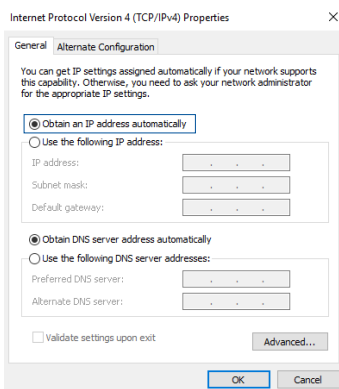 Internet Protocol Version 4 (TCP/IPv4) Properties
General Alternate Configuration
You can get IP settings assigned automatically if your network supports
this capability. Otherwise, you need to ask your network administrator
for the appropriate IP settings.
Obtain an IP address automatically
Use the following IP address:
IP address:
Subnet mask:
Default gateway:
Obtain DNS server address automatically
Use the following DNS server addresses:
Preferred DNS server:
Alternate DNS server:
Validate settings upon exit
Advanced...
OK Cancel